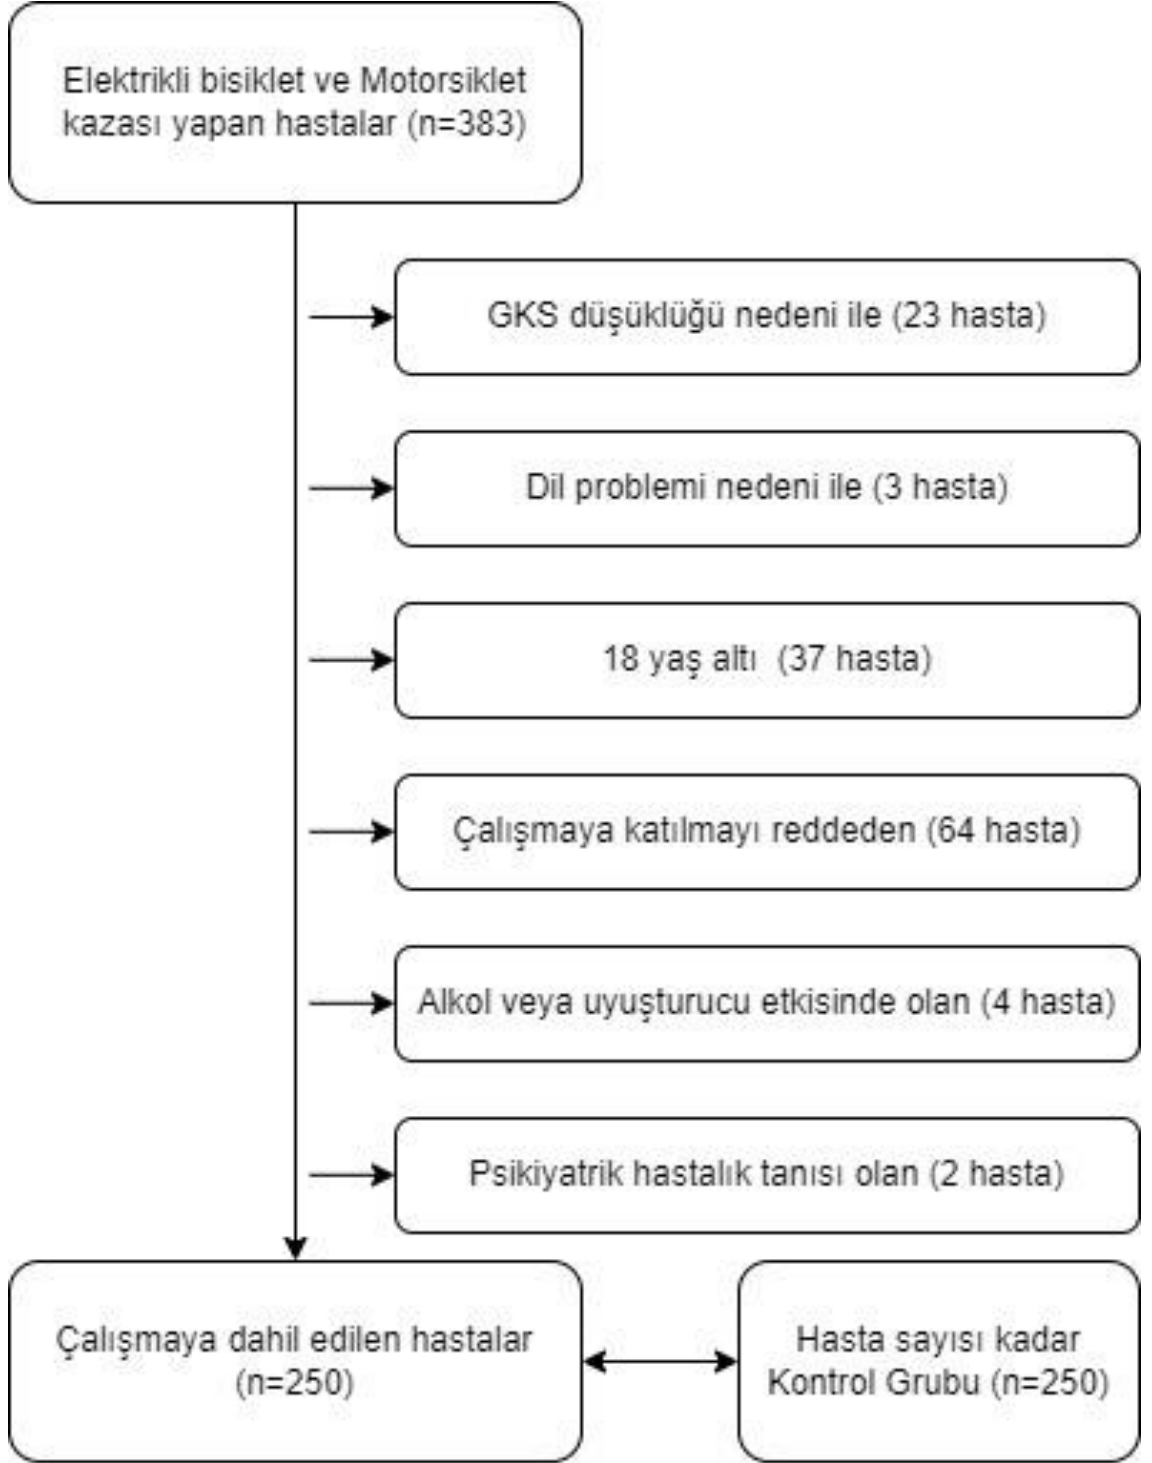 Elektrikli bisiklet ve Motorsiklet
kazası yapan hastalar (n=383)
GKS düşüklüğü nedeni ile (23 hasta)
Dil problemi nedeni ile (3 hasta)
18 yaş altı (37 hasta)
Çalışmaya katılmayı reddeden (64 hasta)
Alkol veya uyuşturucu etkisinde olan (4 hasta)
Psikiyatrik hastalık tanısı olan (2 hasta)
Çalışmaya dahil edilen hastalar
(n=250)
Hasta sayısı kadar
Kontrol Grubu (n=250)